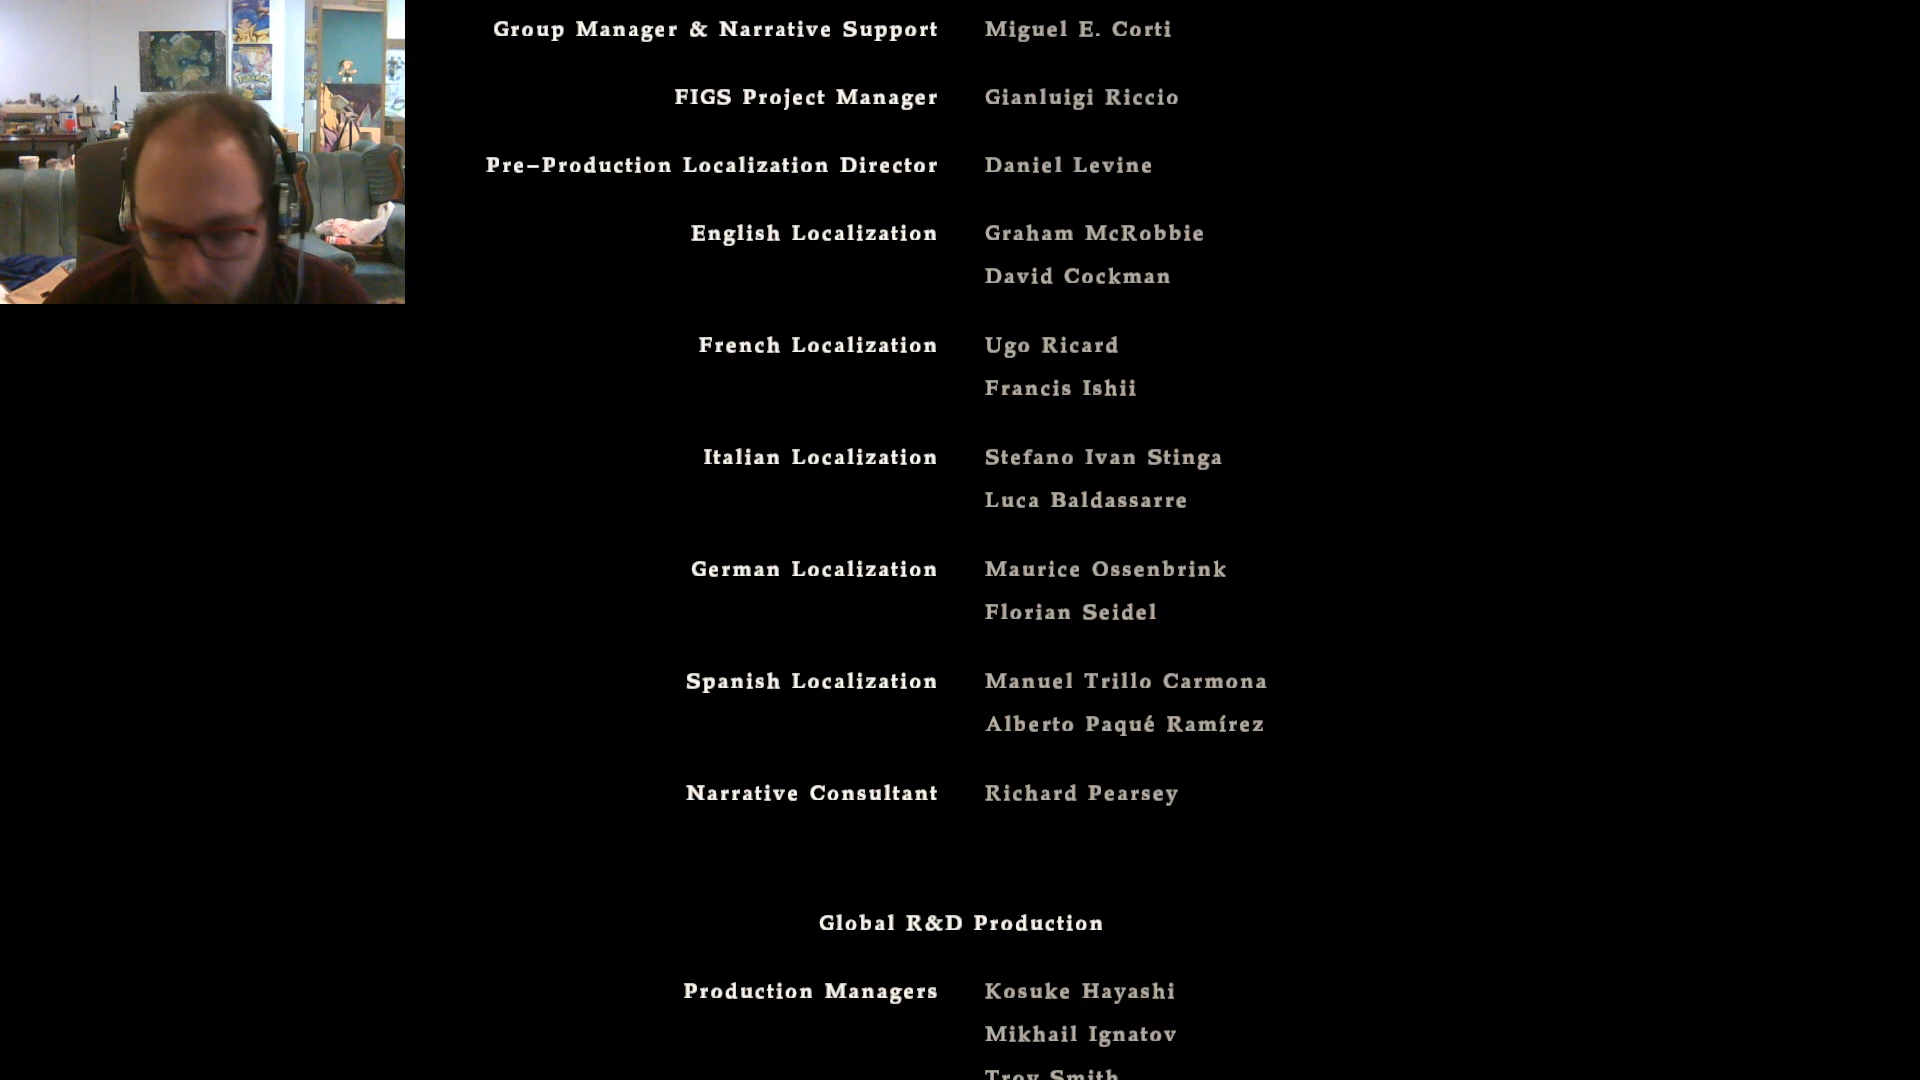 Group Manager & Narrative Support Miguel E. Corti
FIGS Project Manager Gianluigi Riccio
Pre-Production Localization Director Daniel Levine
English Localization Graham McRobbie
David Cockman
French Localization Ugo Ricard
Francis Ishii
Italian Localization Stefano Ivan Stinga
Luca Baldassarre
German Localization Maurice Ossenbrink
Florian Seidel
Spanish Localization Manuel Trillo Carmona
Alberto Paqué Ramírez
Narrative Consultant Richard Pearsey
Global R&D Production
Production Managers Kosuke Hayashi
Mikhail Ignatov
Troy Smith